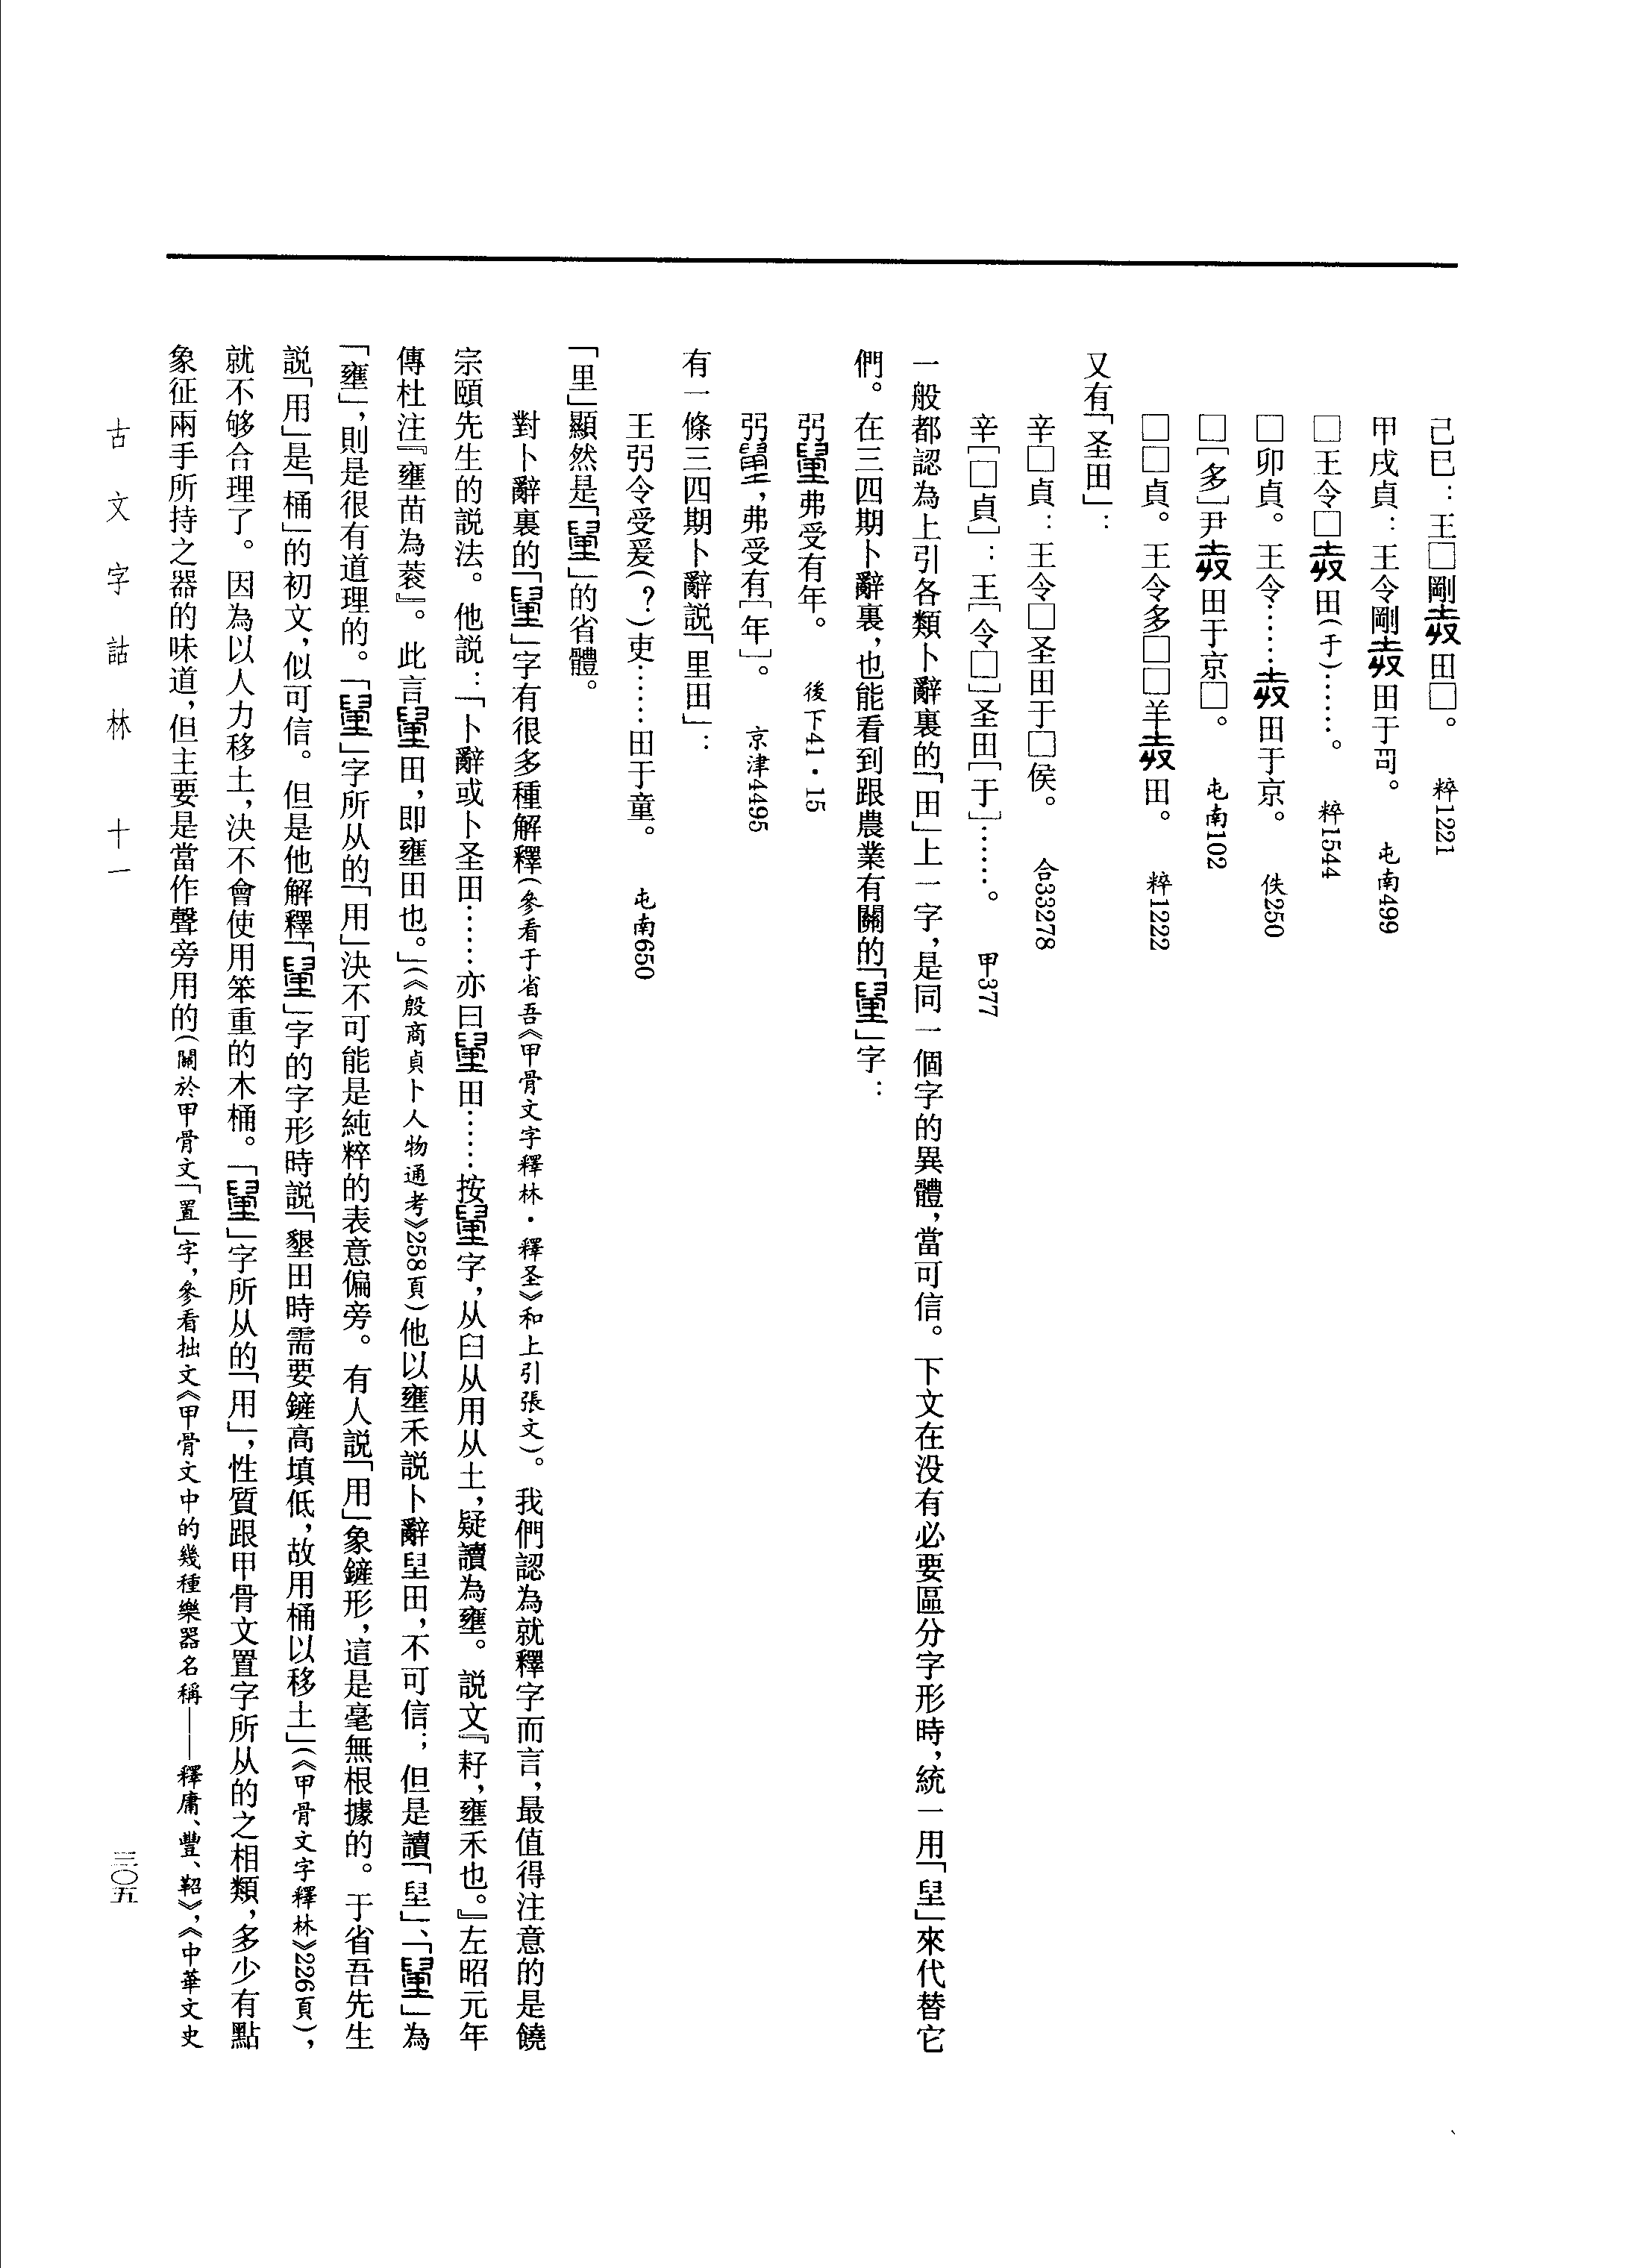 己巳：王□剛𡊄田□。　粹1221
甲戌貞：王令剛𡊄田于䓃。　屯南499
□王令□𡊄田（于）……。　粹1544
□卯貞。王令……𡊄田于京。　佚250
□［多］尹𡊄田于京□。　屯南102
□□貞。王令多□□羊𡊄田。　粹1222
又有「圣田」：
辛□貞：王令□圣田于□侯。　合33278
辛［□貞］：王［令□］圣田［于］……。　甲377
一般都認為上引各類卜辭裏的「田」上一字，是同一個字的異體，當可信。下文在没有必要區分字形時，統一用「𦥑土」來代替它
們。在三四期卜辭裏，也能看到跟農業有關的「」字：
弜弗受有年。　後下41·15
弜，弗受有［年］。　京津4495
有一條三四期卜辭説「里田」：
王弜令受爰（？）吏……田于童。　屯南650
「里」顯然是「」的省體。
對卜辭裏的「」字有很多種解釋（參看于省吾《甲骨文字釋林·釋圣》和上引張文）。我們認為就釋字而言，最值得注意的是饒
宗頤先生的説法。他説：「卜辭或卜圣田……亦曰田……按字，从臼从用从土，疑讀為壅。説文『耔，壅禾也。』左昭元年
傳杜注『壅苗為蓘』。此言田，即壅田也。」（《殷商貞卜人物通考》258頁）他以壅禾説卜辭田，不可信；但是讀「」、「」為
「壅」，則是很有道理的。「」字所从的「用」決不可能是純粹的表意偏旁。有人説「用」象鏟形，這是毫無根據的。于省吾先生
説「用」是「桶」的初文，似可信。但是他解釋「」字的字形時説「墾田時需要鏟高填低，故用桶以移土」（《甲骨文字釋林》226頁），
就不够合理了。因為以人力移土，決不會使用笨重的木桶。「」字所从的「用」，性質跟甲骨文置字所从的之相類，多少有點
象征兩手所持之器的味道，但主要是當作聲旁用的（關於甲骨文「置」字，參看拙文《甲骨文中的幾種樂器名稱——釋庸、豐、鞀》，《中華文史
古文字詁林　十一
三〇五